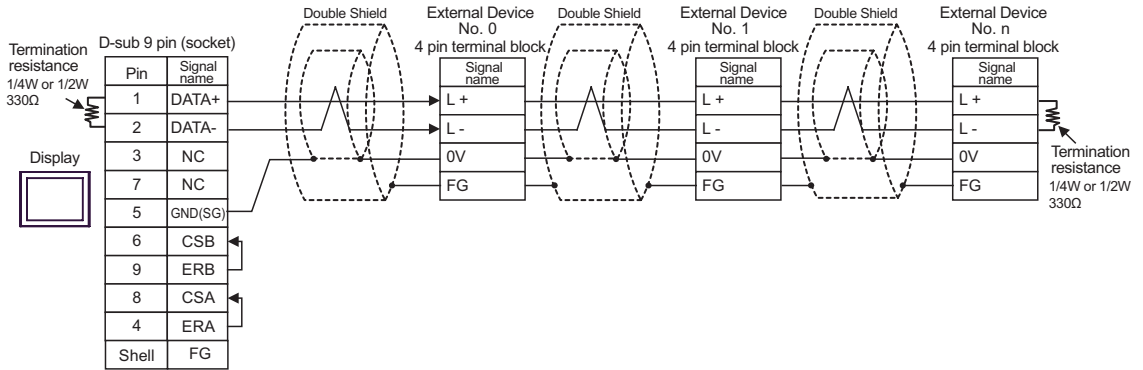 Double Shield
External Device
No. 0
4 pin terminal block
Double Shield
External Device
No. 1
4 pin terminal block
Double Shield
External Device
No. n
4 pin terminal block
Termination
resistance
1/4W or 1/2W
330Ω
D-sub 9 pin (socket)
Pin Signal name
1 DATA+
2 DATA-
3 NC
7 NC
5 GND(SG)
6 CSB
9 ERB
8 CSA
4 ERA
Shell FG
Display
Signal
name
L +
L -
0V
FG
Signal
name
L +
L -
0V
FG
Signal
name
L +
L -
0V
FG
Termination
resistance
1/4W or 1/2W
330Ω